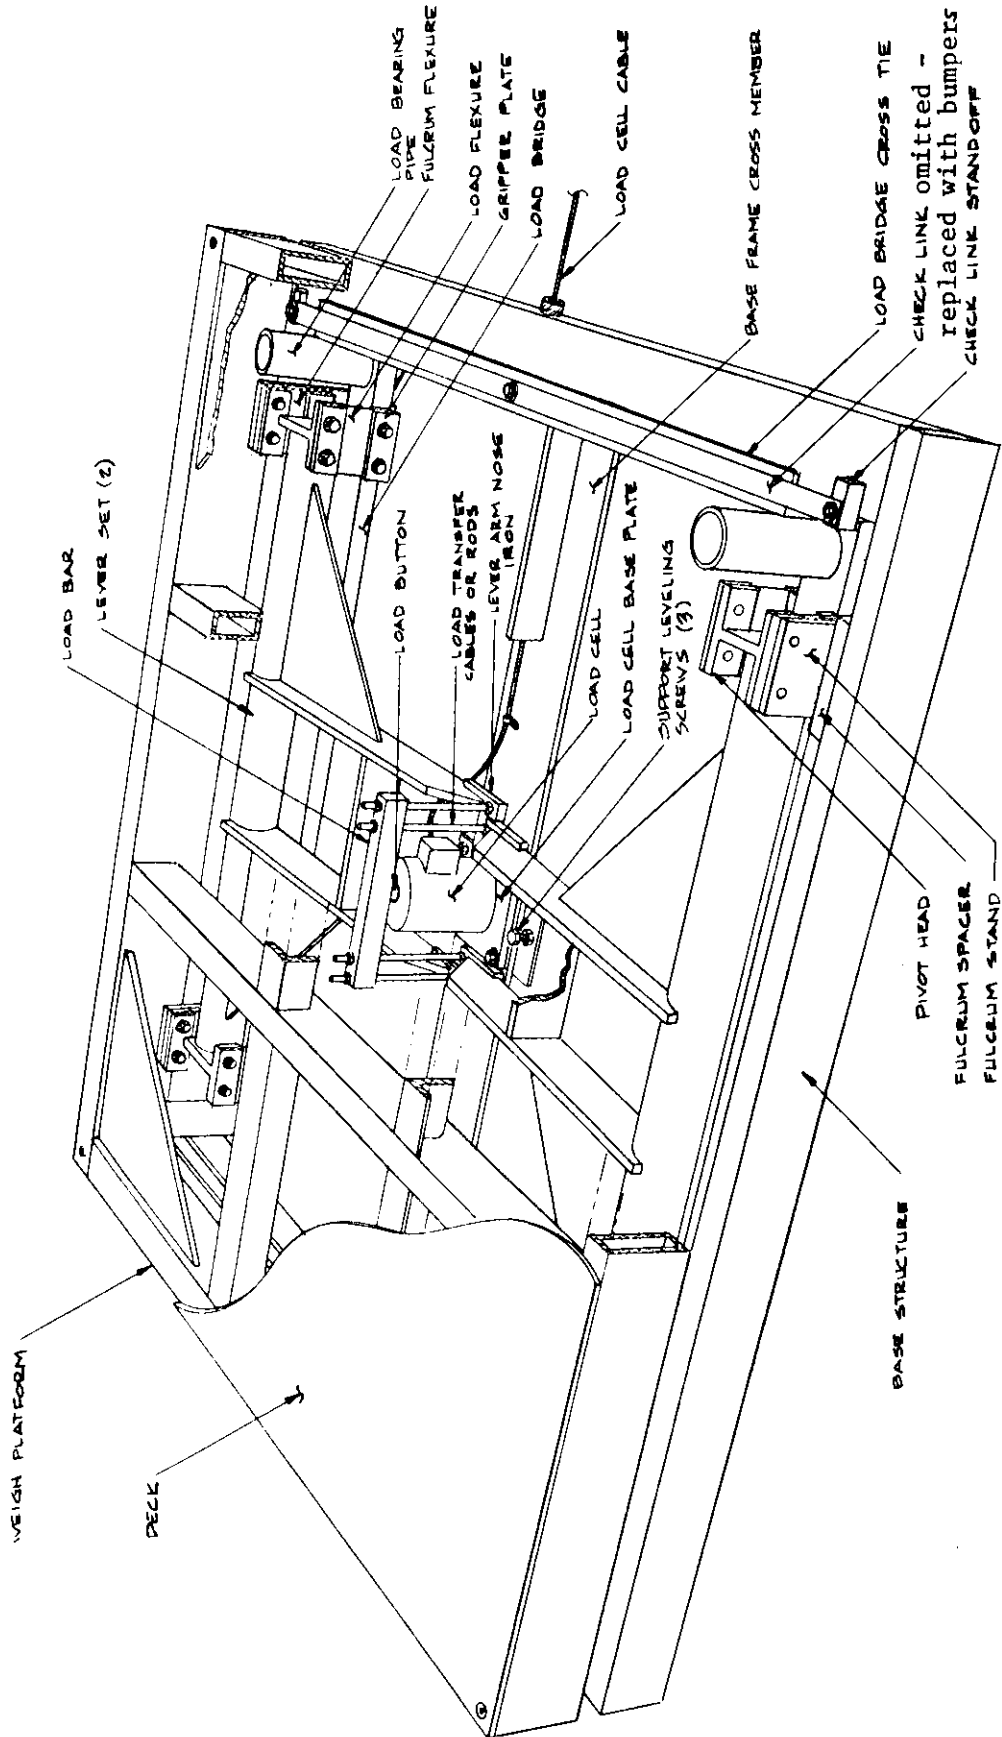 WEIGH PLATFORM
DECK
LOAD BAR
LEVER SET (2)
LOAD BUTTON
LOAD TRANSFER
CABLES OR RODS
LEVER ARM NOSE
IRON
LOAD CELL
LOAD CELL BASE PLATE
SUPPORT LEVELING
SCREWS (3)
LOAD BEARING
PIPE
FULCRUM FLEXURE
LOAD FLEXURE
GRIPPER PLATE
LOAD BRIDGE
LOAD CELL CABLE
BASE FRAME CROSS MEMBER
LOAD BRIDGE CROSS TIE
CHECK LINK omitted -
replaced with bumpers
CHECK LINK STANDOFF
PIVOT HEAD
FULCRUM SPACER
FULCRUM STAND
BASE STRUCTURE